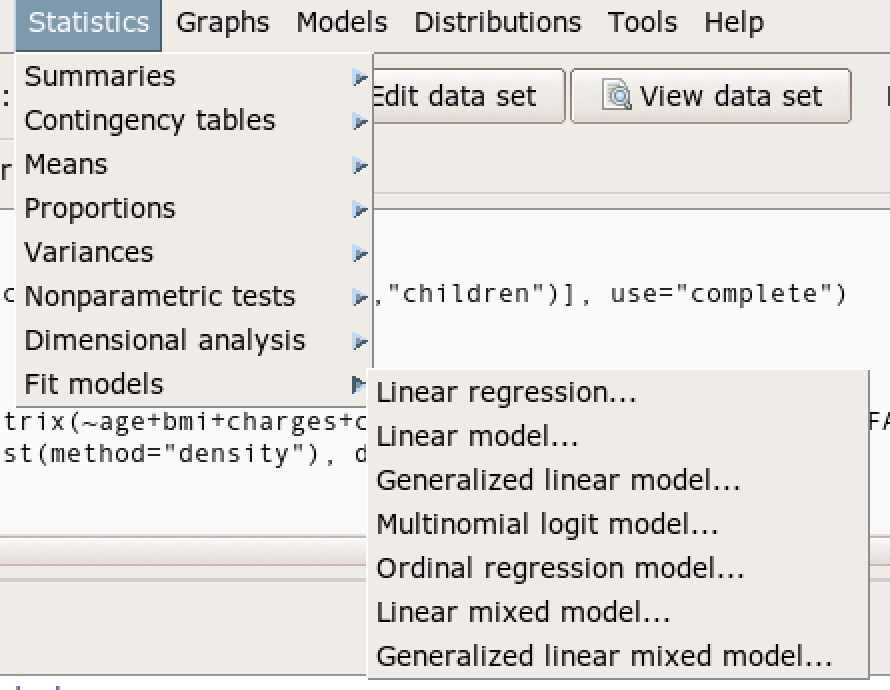 Statistics Graphs Models Distributions Tools Help
Summaries
: Edit data set View data set
Contingency tables
Means
r
Proportions
Variances
Nonparametric tests
c ,"children")], use="complete")
Dimensional analysis
Fit models
Linear regression...
trix(~age+bmi+charges+c FA
Linear model...
st(method="density"), d
Generalized linear model...
Multinomial logit model...
Ordinal regression model...
Linear mixed model...
Generalized linear mixed model...